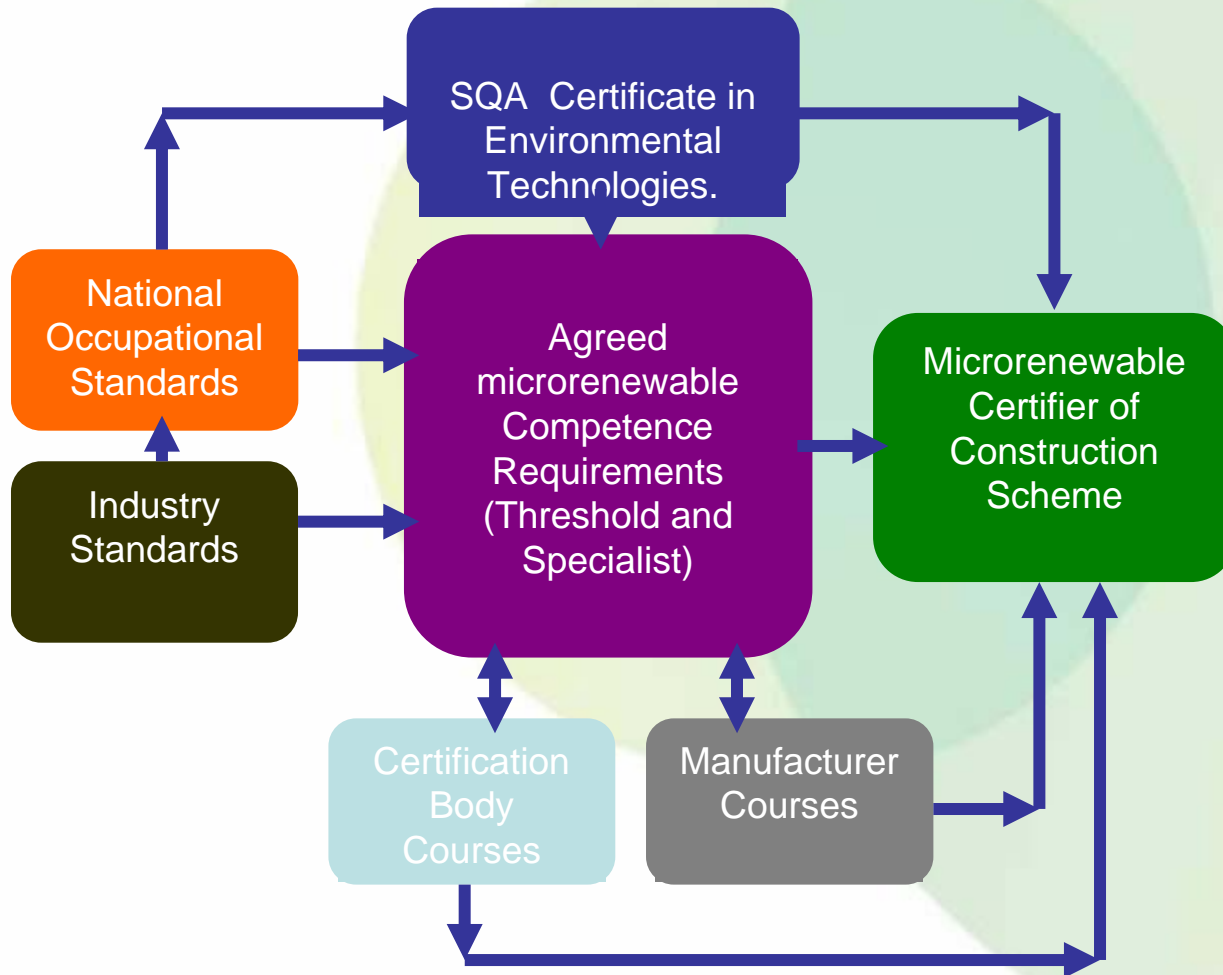 SQA Certificate in
Environmental
Technologies.
National
Occupational
Standards
Agreed
microrenewable
Competence
Requirements
(Threshold and
Specialist)
Microrenewable
Certifier of
Construction
Scheme
Industry
Standards
Certification
Body
Courses
Manufacturer
Courses